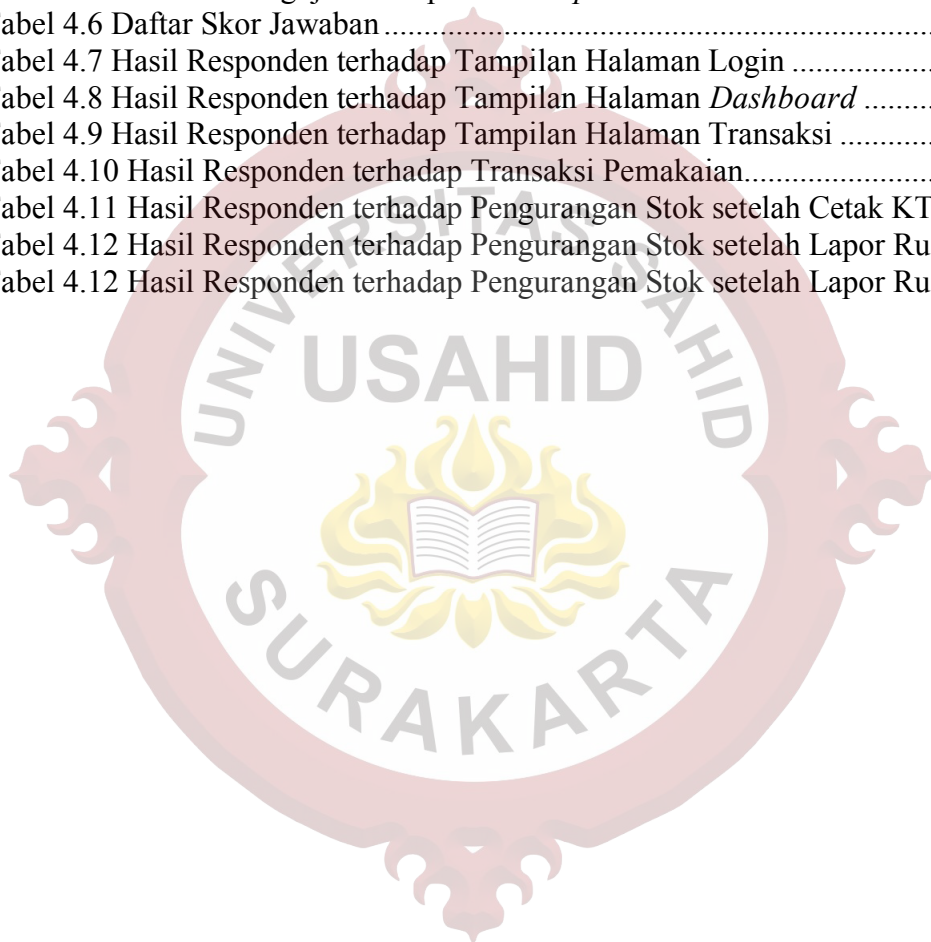 abel 4.6 Daftar Skor Jawaban ..................................................................
abel 4.7 Hasil Responden terhadap Tampilan Halaman Login ..................
abel 4.8 Hasil Responden terhadap Tampilan Halaman Dashboard .........
abel 4.9 Hasil Responden terhadap Tampilan Halaman Transaksi ............
abel 4.10 Hasil Responden terhadap Transaksi Pemakaian.........................
abel 4.11 Hasil Responden terhadap Pengurangan Stok setelah Cetak KT
abel 4.12 Hasil Responden terhadap Pengurangan Stok setelah Lapor Ru
abel 4.12 Hasil Responden terhadap Pengurangan Stok setelah Lapor Ru
UNIVERSITAS SAHID
USAHID
SURAKARTA